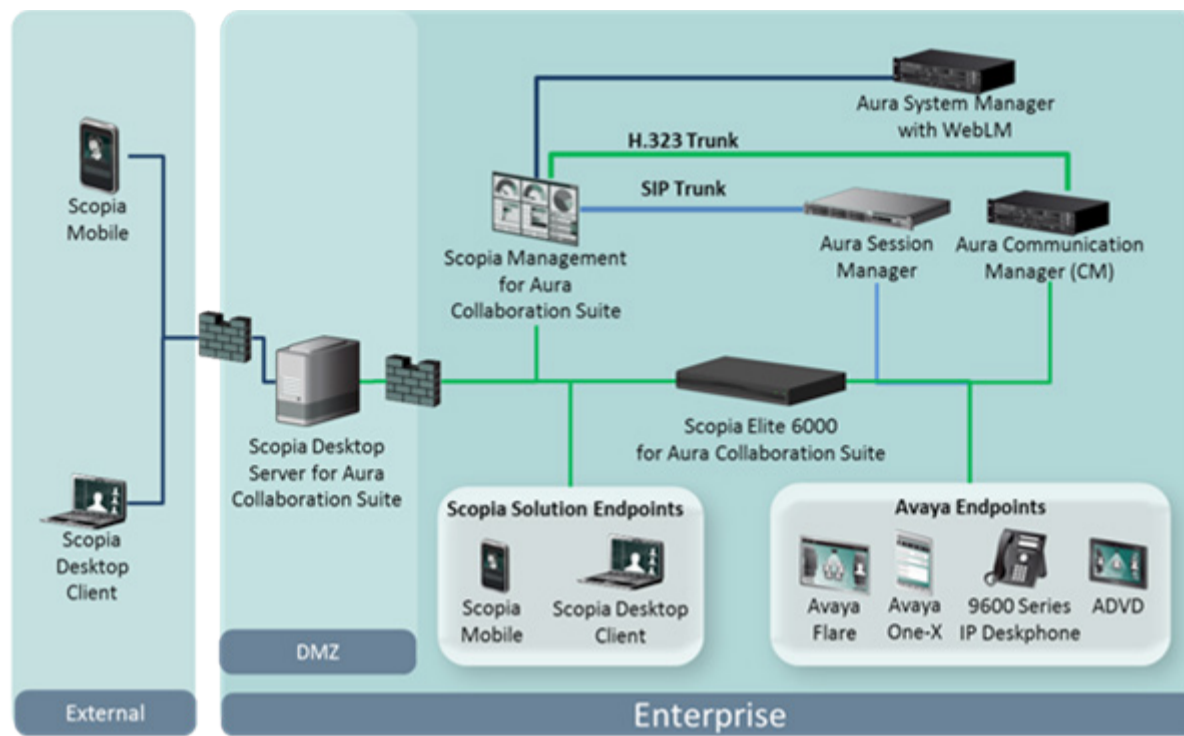 Aura System Manager
with WebLM
H.323 Trunk
SIP Trunk
Scopia
Mobile
Scopia Management
for Aura
Collaboration Suite
Aura Session
Manager
Aura Communication
Manager (CM)
Scopia Desktop
Server for Aura
Collaboration Suite
Scopia Elite 6000
for Aura Collaboration Suite
Scopia
Desktop
Client
Scopia Solution Endpoints
Scopia
Mobile
Scopia Desktop
Client
Avaya Endpoints
Avaya
Flare
Avaya
One-X
9600 Series
IP Deskphone
ADVD
DMZ
External
Enterprise